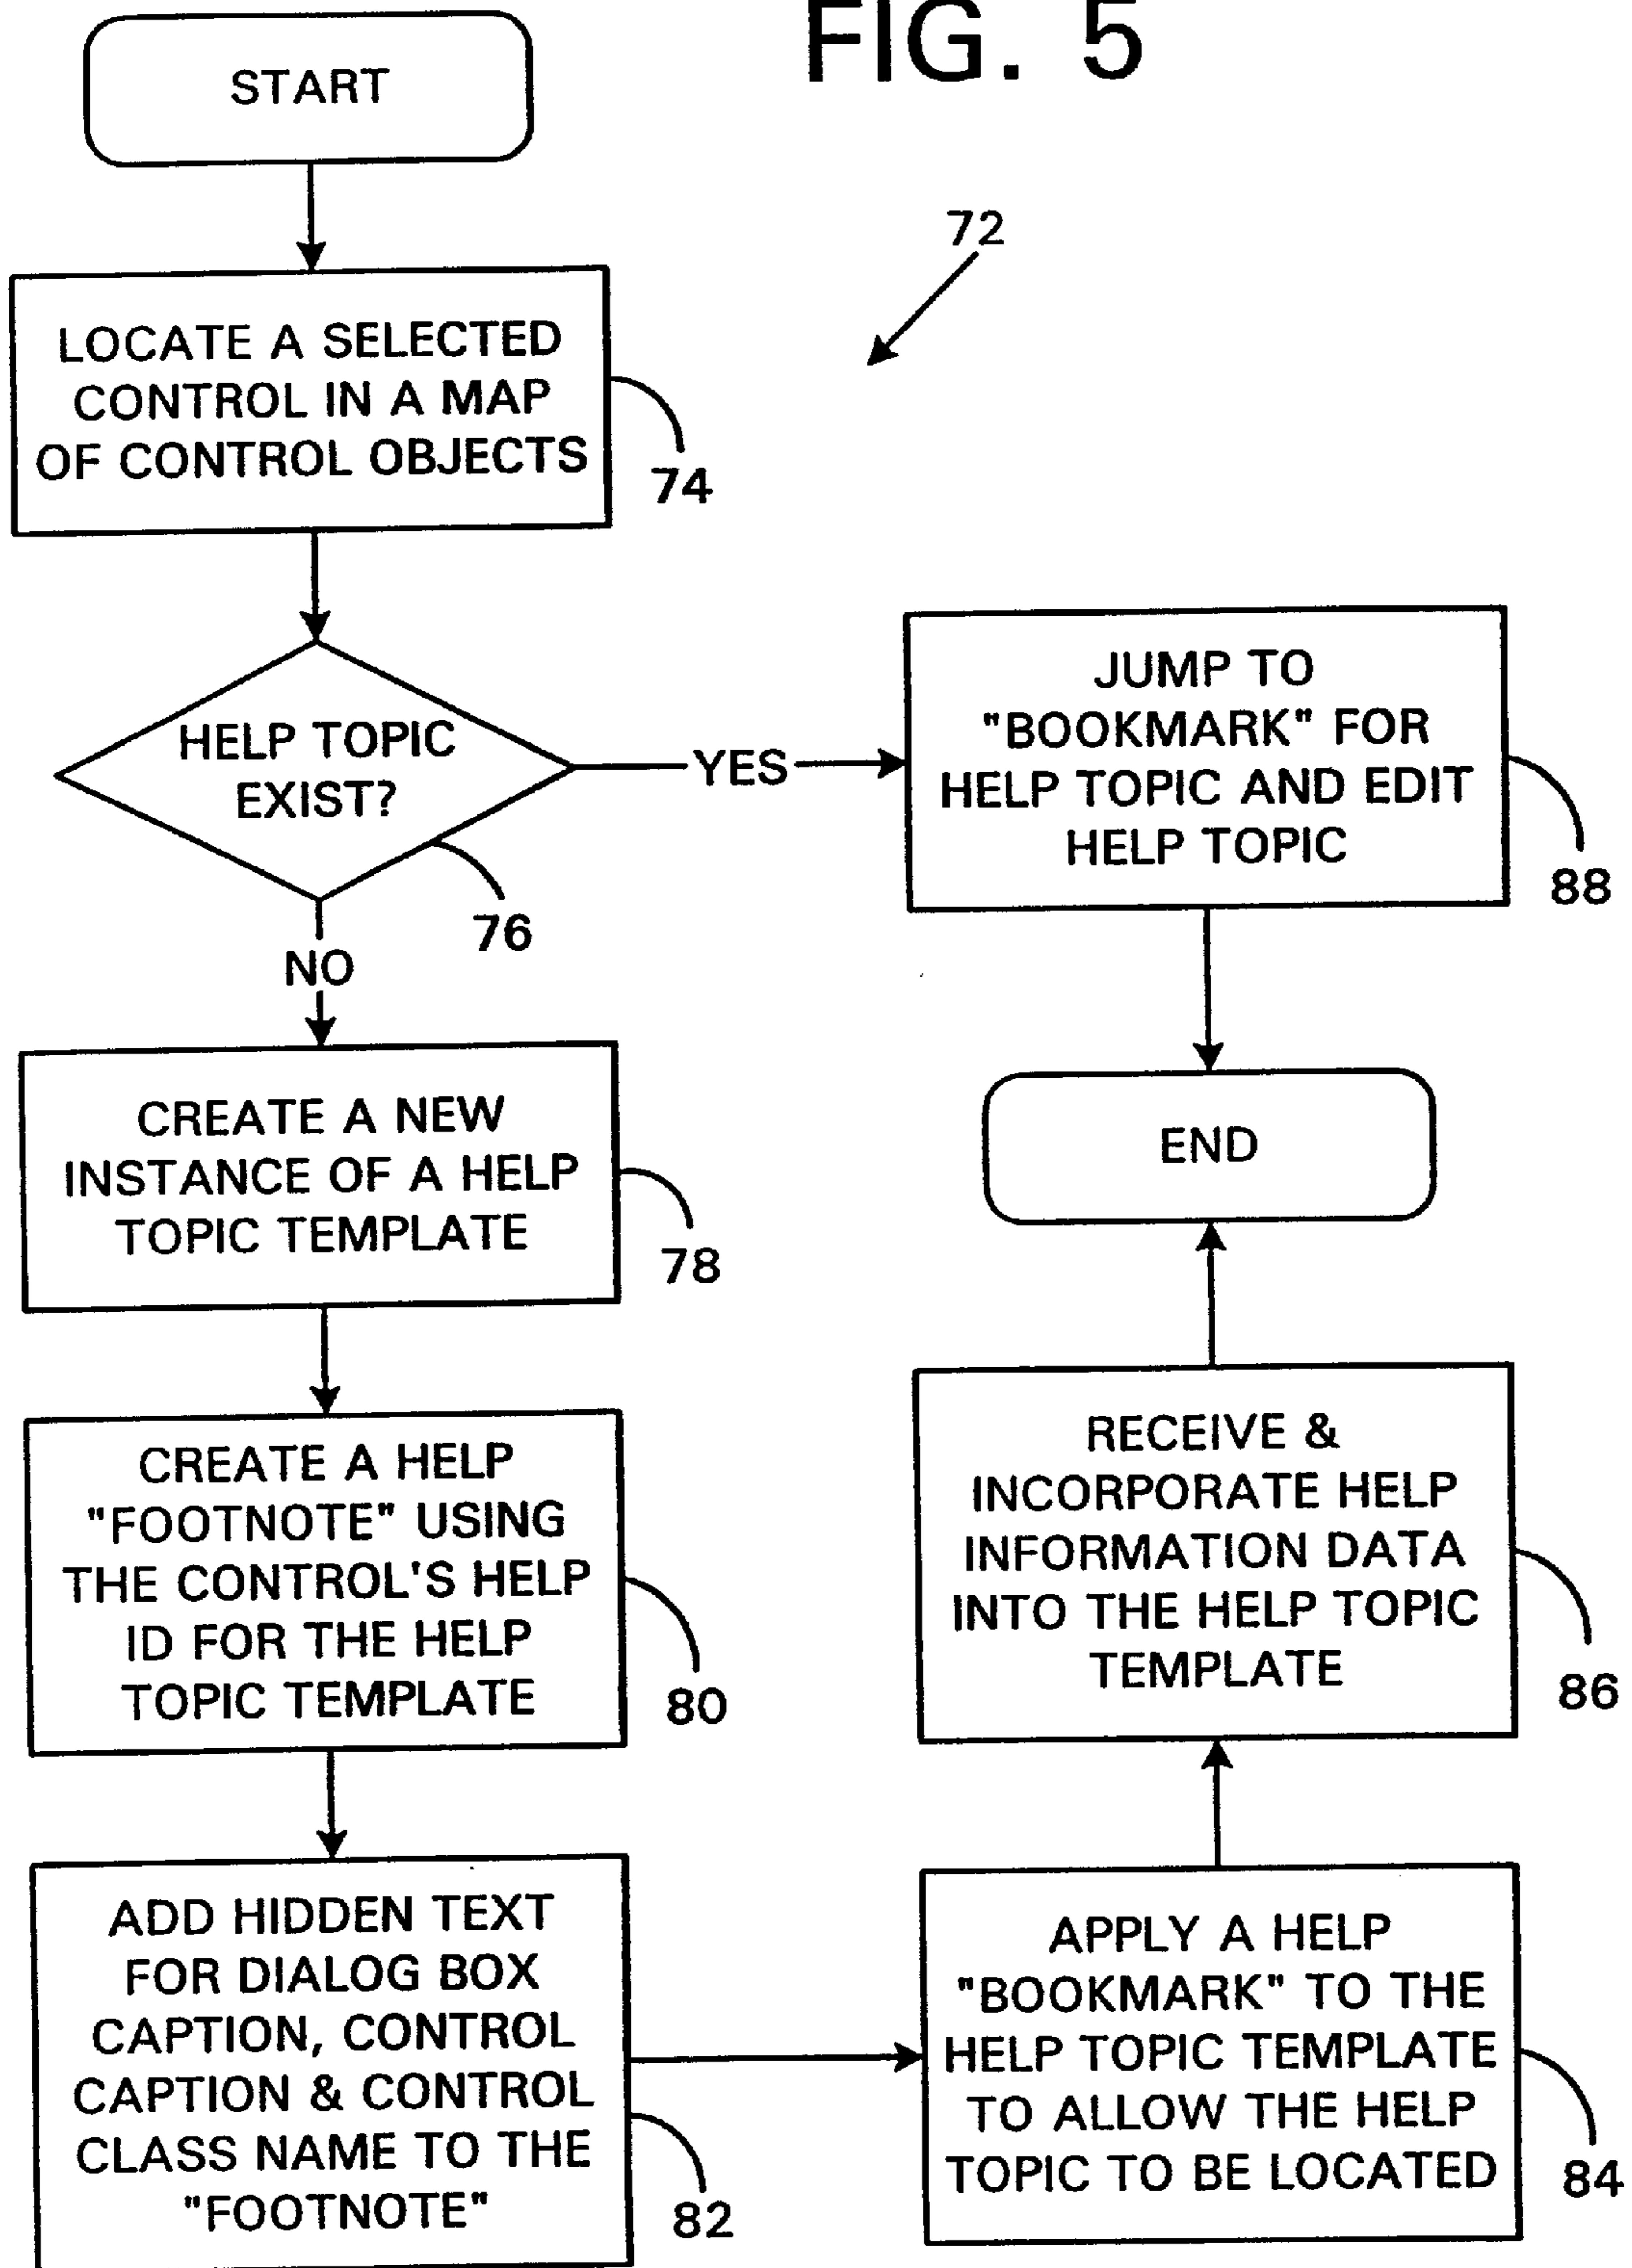 FIG. 5
START
72
LOCATE A SELECTED
CONTROL IN A MAP
OF CONTROL OBJECTS
74
HELP TOPIC
EXIST?
YES
76
NO
JUMP TO
"BOOKMARK" FOR
HELP TOPIC AND EDIT
HELP TOPIC
88
CREATE A NEW
INSTANCE OF A HELP
TOPIC TEMPLATE
78
END
CREATE A HELP
"FOOTNOTE" USING
THE CONTROL'S HELP
ID FOR THE HELP
TOPIC TEMPLATE
80
RECEIVE &
INCORPORATE HELP
INFORMATION DATA
INTO THE HELP TOPIC
TEMPLATE
86
ADD HIDDEN TEXT
FOR DIALOG BOX
CAPTION, CONTROL
CAPTION & CONTROL
CLASS NAME TO THE
"FOOTNOTE"
82
APPLY A HELP
"BOOKMARK" TO THE
HELP TOPIC TEMPLATE
TO ALLOW THE HELP
TOPIC TO BE LOCATED
84